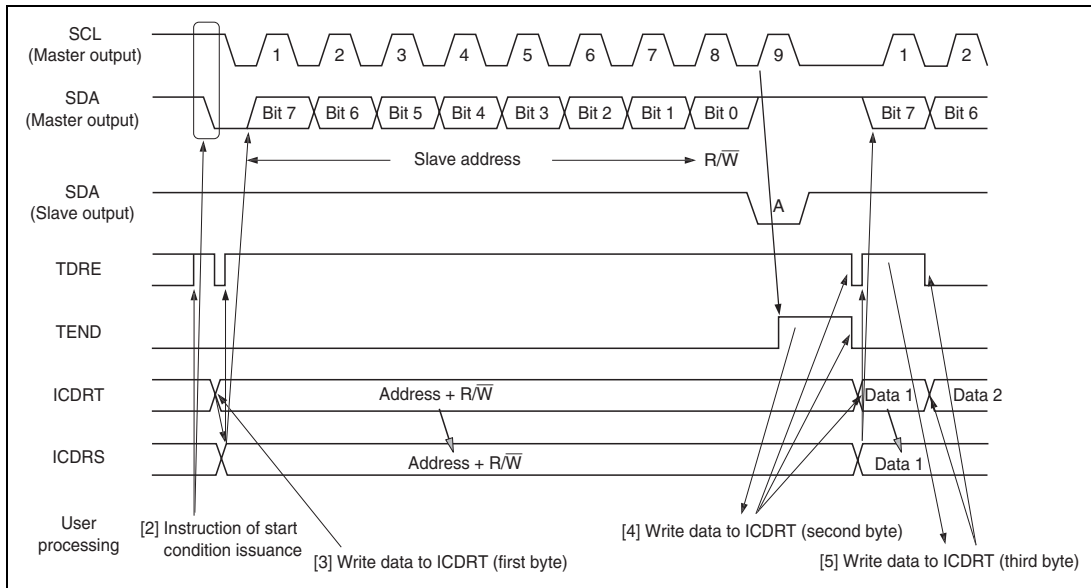 SCL
(Master output)
1 2 3 4 5 6 7 8 9 1 2
SDA
(Master output)
Bit 7 Bit 6 Bit 5 Bit 4 Bit 3 Bit 2 Bit 1 Bit 0 Bit 7 Bit 6
Slave address R/W̅
SDA
(Slave output)
A
TDRE
TEND
ICDRT
Address + R/W̅ Data 1 Data 2
ICDRS
Address + R/W̅ Data 1
User
processing
[2] Instruction of start
condition issuance
[3] Write data to ICDRT (first byte)
[4] Write data to ICDRT (second byte)
[5] Write data to ICDRT (third byte)